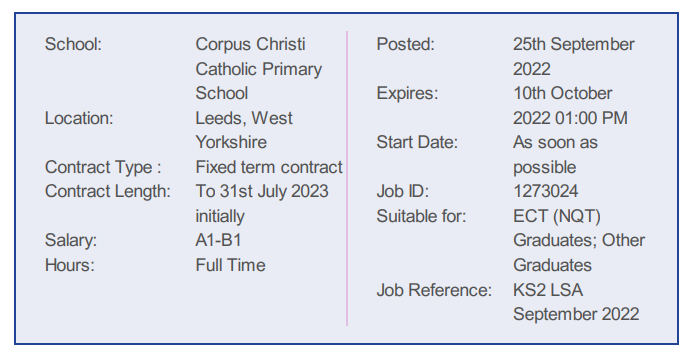 School: Corpus Christi
Catholic Primary
School
Location: Leeds, West
Yorkshire
Contract Type : Fixed term contract
Contract Length: To 31st July 2023
initially
Salary: A1-B1
Hours: Full Time
Posted: 25th September
2022
Expires: 10th October
2022 01:00 PM
Start Date: As soon as
possible
Job ID: 1273024
Suitable for: ECT (NQT)
Graduates; Other
Graduates
Job Reference: KS2 LSA
September 2022